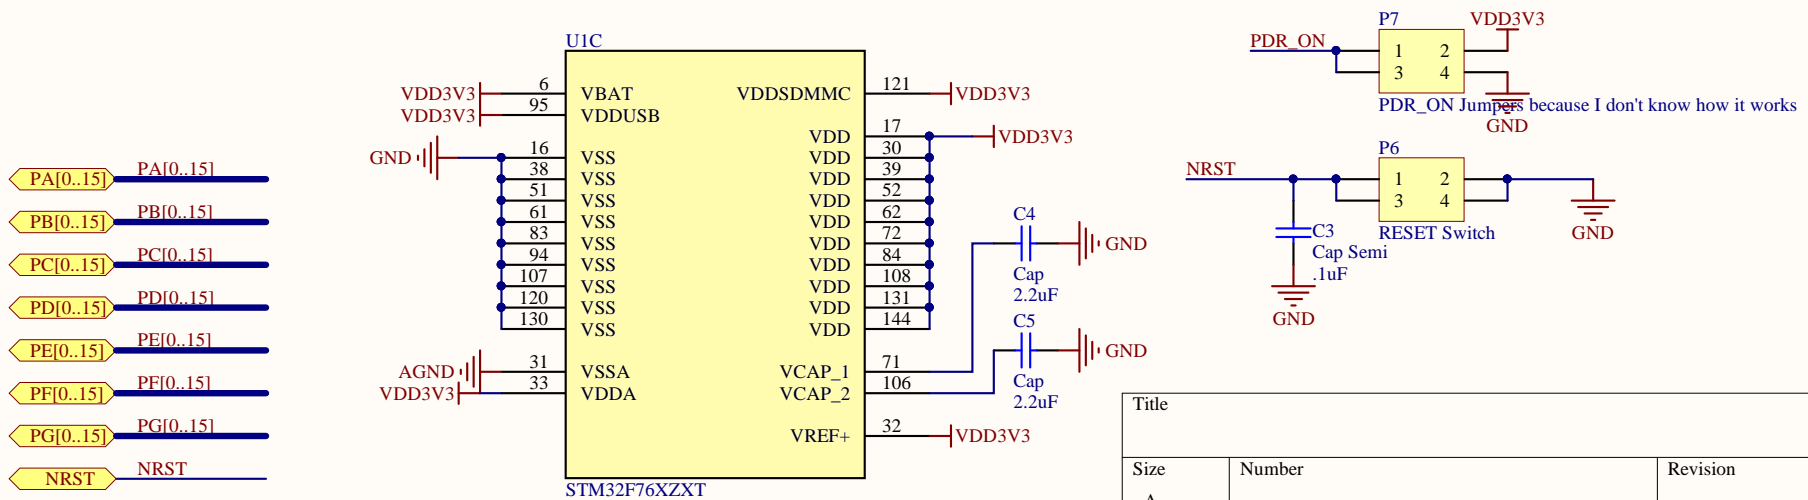 PA[0..15] PA[0..15]
PB[0..15] PB[0..15]
PC[0..15] PC[0..15]
PD[0..15] PD[0..15]
PE[0..15] PE[0..15]
PF[0..15] PF[0..15]
PG[0..15] PG[0..15]
NRST NRST
U1C
VDD3V3 6 VBAT VDDSDMMC 121 VDD3V3
VDD3V3 95 VDDUSB
VDD 17 VDD3V3
GND 16 VSS VDD 30
38 VSS VDD 39
51 VSS VDD 52
61 VSS VDD 62
83 VSS VDD 72
94 VSS VDD 84
107 VSS VDD 108
120 VSS VDD 131
130 VSS VDD 144
AGND 31 VSSA VCAP_1 71
VDD3V3 33 VDDA VCAP_2 106
VREF+ 32 VDD3V3
STM32F76XZXT
C4
GND
Cap
2.2uF
C5
GND
Cap
2.2uF
P7 VDD3V3
PDR_ON 1 2
3 4
PDR_ON Jumpers because I don't know how it works
GND
P6
NRST 1 2
3 4
RESET Switch
GND
C3
Cap Semi
.1uF
GND
Title
Size Number Revision
A